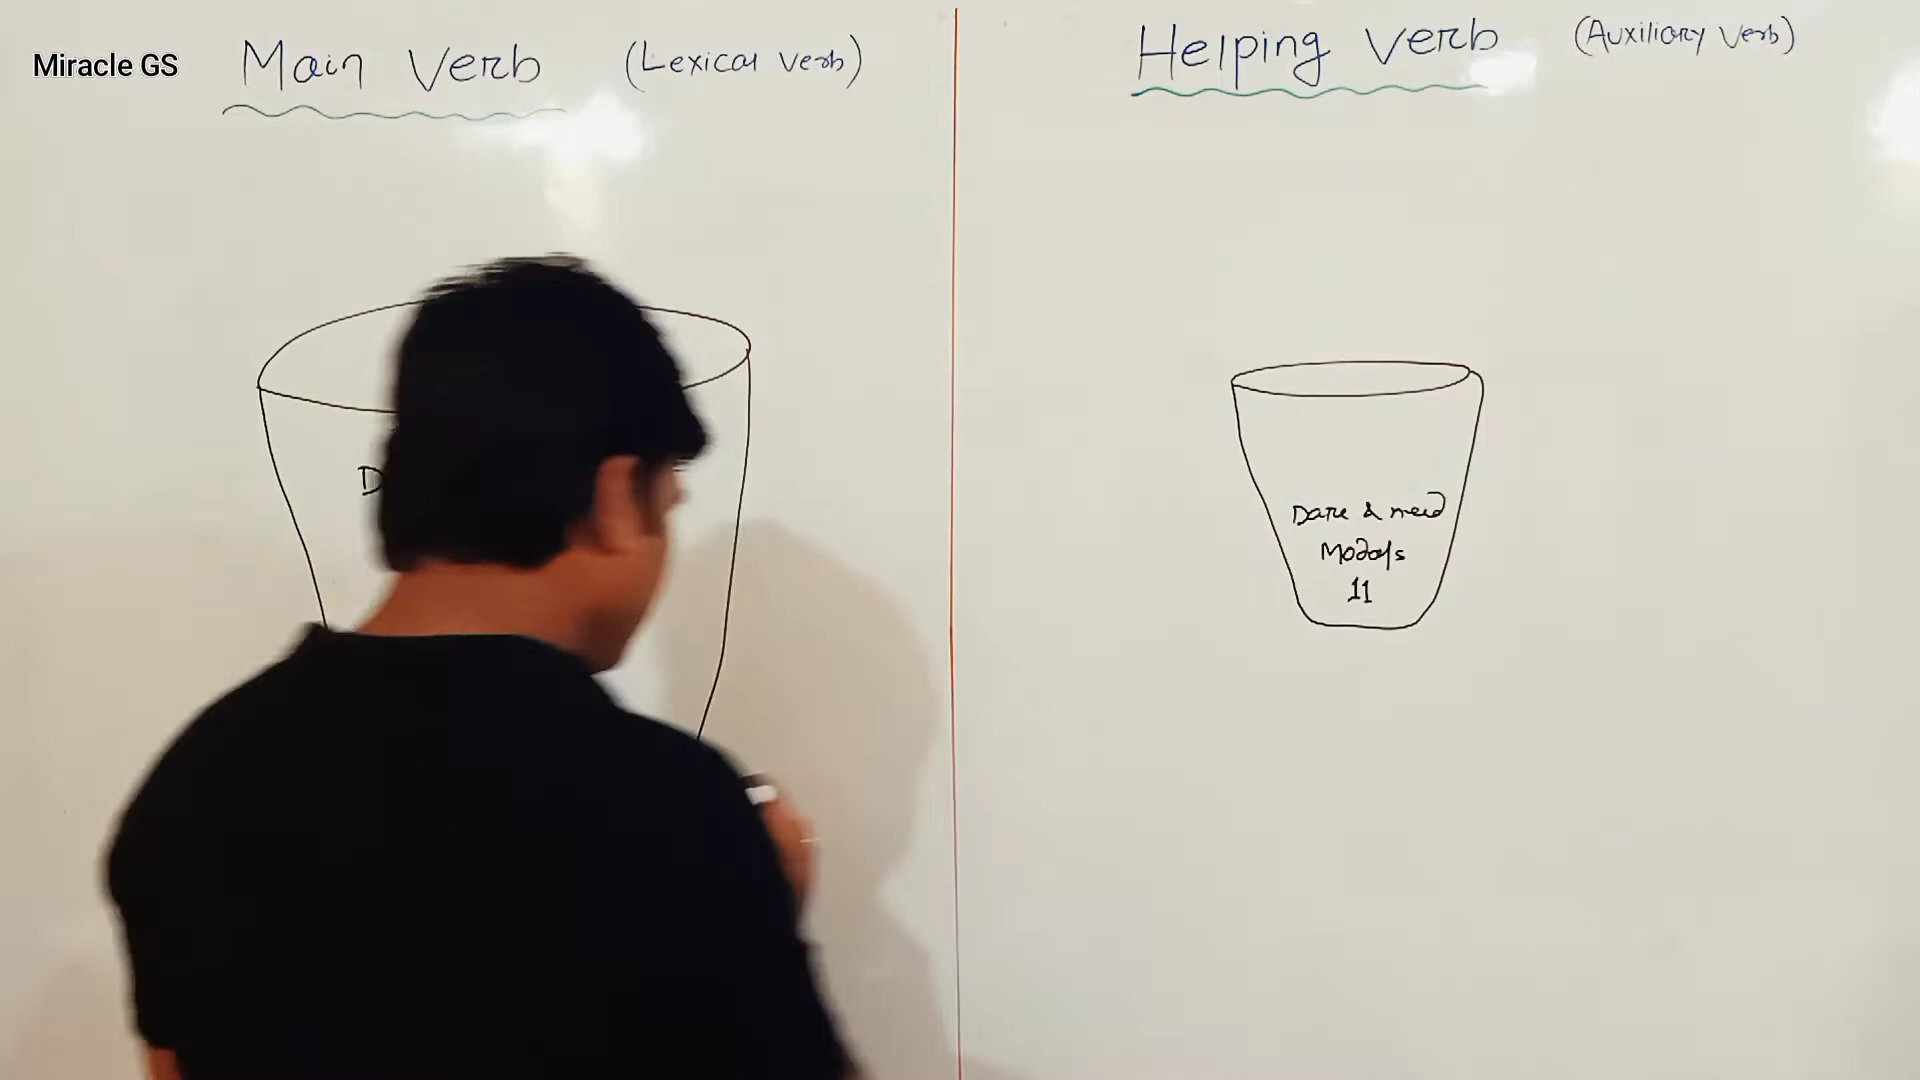 Miracle GS
Main Verb (Lexical Verb)
Helping Verb (Auxiliary Verb)
D
Dare & need
Modals
11